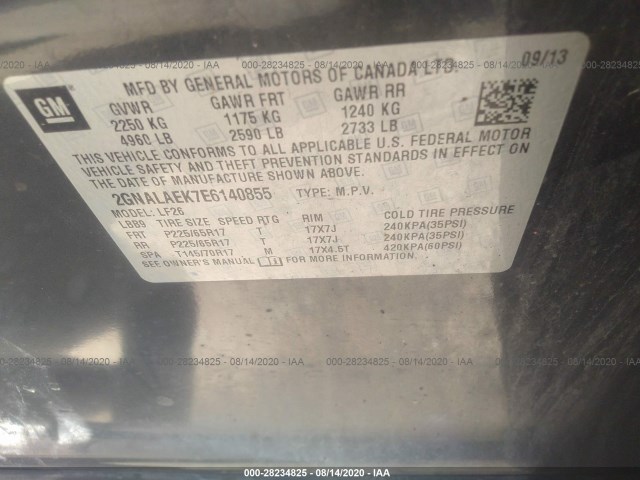 GM
MFD BY GENERAL MOTORS OF CANADA LTD. 09/13
GVWR GAWR FRT GAWR RR
2250 KG 1175 KG 1240 KG
4960 LB 2590 LB 2733 LB
THIS VEHICLE CONFORMS TO ALL APPLICABLE U.S. FEDERAL MOTOR
VEHICLE SAFETY AND THEFT PREVENTION STANDARDS IN EFFECT ON
THE DATE OF MANUFACTURE SHOWN ABOVE.
2GNALAEK7E6140855 TYPE: M.P.V.
MODEL: LF26
LBB9 TIRE SIZE SPEED RTG RIM COLD TIRE PRESSURE
FRT P225/65R17 T 17X7J 240KPA(35PSI)
RR P225/65R17 T 17X7J 240KPA(35PSI)
SPA T145/70R17 M 17X4.5T 420KPA(60PSI)
SEE OWNER'S MANUAL FOR MORE INFORMATION.
000-28234825 - 08/14/2020 - IAA